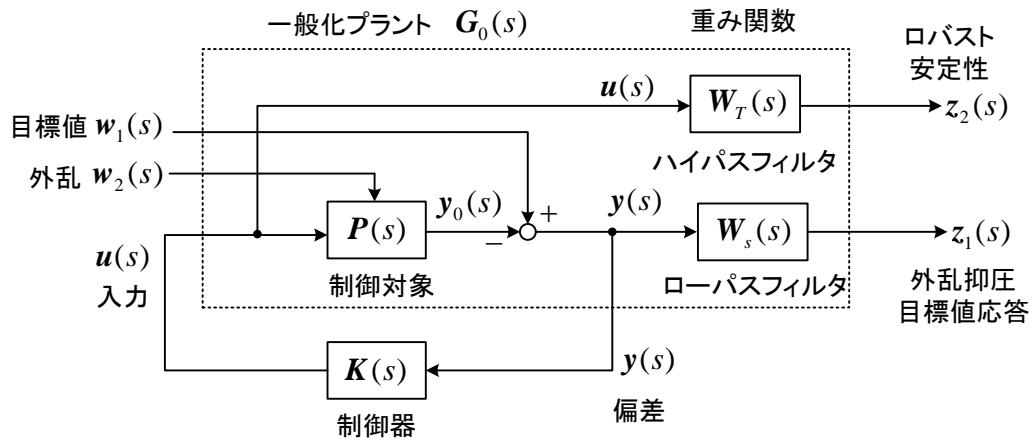 一般化プラント G₀(s)
重み関数
ロバスト
安定性
u(s)
W_T(s)
z₂(s)
目標値 w₁(s)
ハイパスフィルタ
外乱 w₂(s)
y₀(s)
+
y(s)
P(s)
−
W_s(s)
z₁(s)
u(s)
入力
制御対象
ローパスフィルタ
外乱抑圧
目標値応答
K(s)
y(s)
制御器
偏差